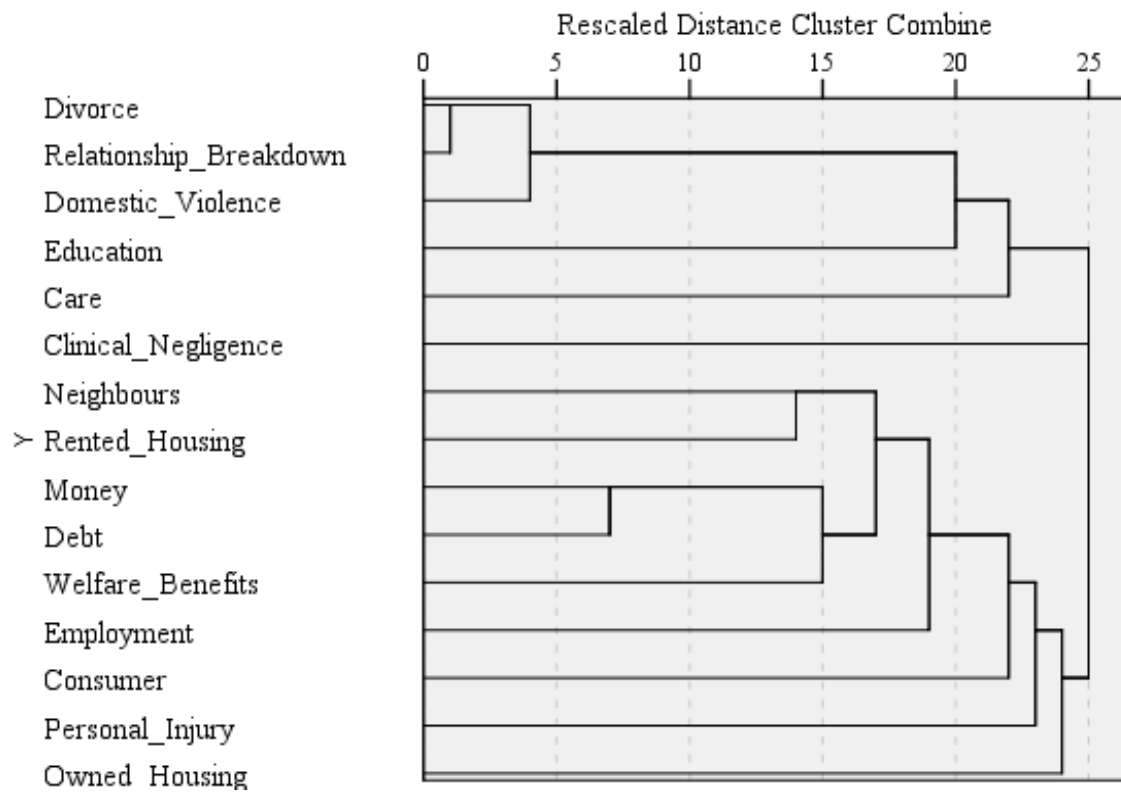 Rescaled Distance Cluster Combine
0 5 10 15 20 25
Divorce
Relationship_Breakdown
Domestic_Violence
Education
Care
Clinical_Negligence
Neighbours
Y Rented_Housing
Money
Debt
Welfare_Benefits
Employment
Consumer
Personal_Injury
Owned_Housing